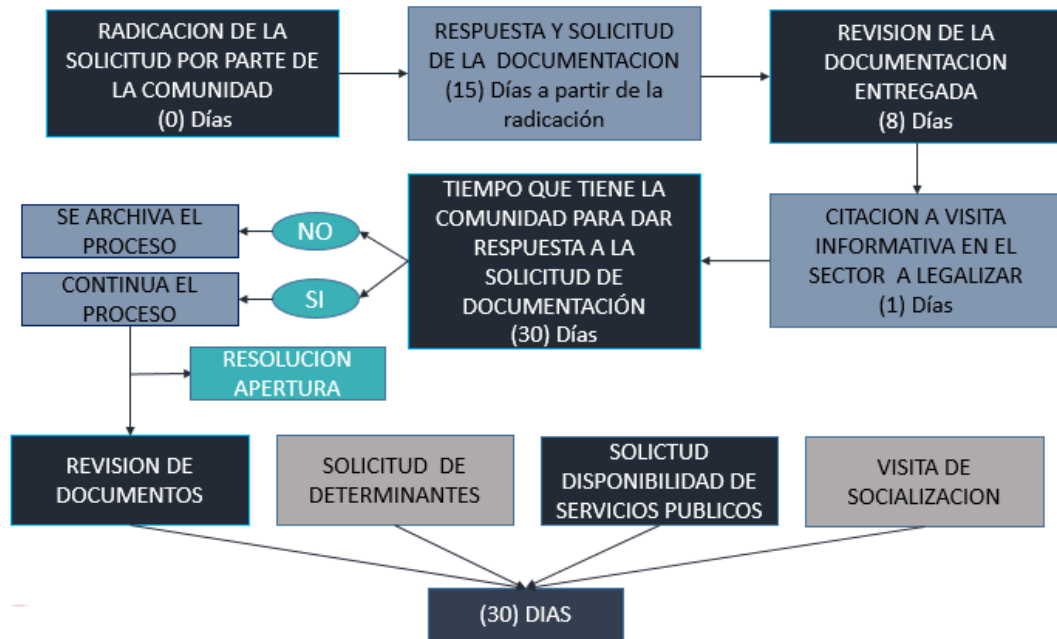 RADICACION DE LA
SOLICITUD POR PARTE DE
LA COMUNIDAD
(0) Días
RESPUESTA Y SOLICITUD
DE LA DOCUMENTACION
(15) Días a partir de la
radicación
REVISION DE LA
DOCUMENTACION
ENTREGADA
(8) Días
CITACION A VISITA
INFORMATIVA EN EL
SECTOR A LEGALIZAR
(1) Días
TIEMPO QUE TIENE LA
COMUNIDAD PARA DAR
RESPUESTA A LA
SOLICITUD DE
DOCUMENTACIÓN
(30) Días
NO
SE ARCHIVA EL
PROCESO
SI
CONTINUA EL
PROCESO
RESOLUCION
APERTURA
REVISION DE
DOCUMENTOS
SOLICITUD DE
DETERMINANTES
SOLICTUD
DISPONIBILIDAD DE
SERVICIOS PUBLICOS
VISITA DE
SOCIALIZACION
(30) DIAS